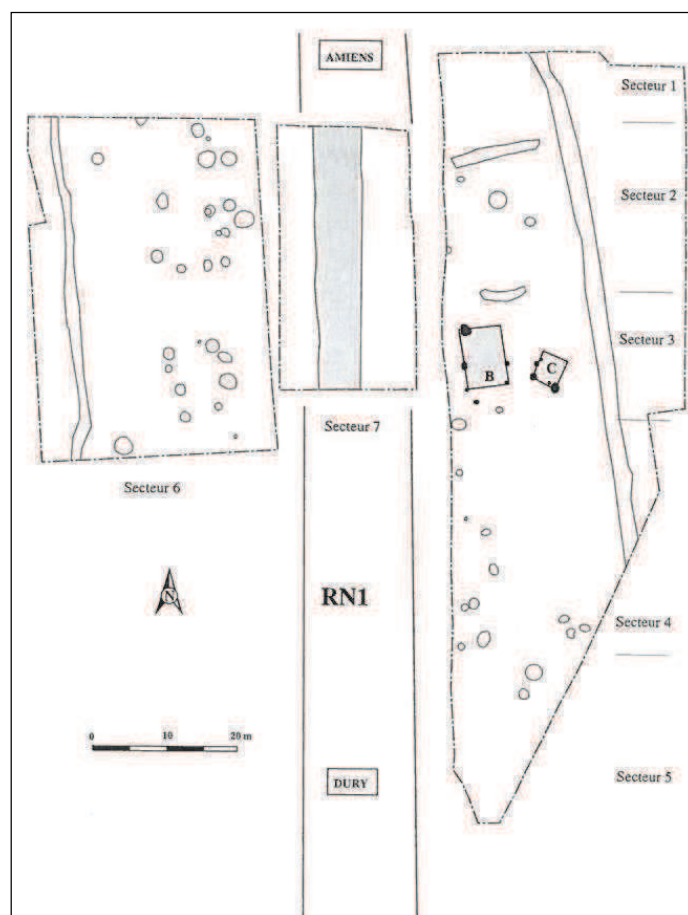 AMIENS
Secteur 1
Secteur 2
Secteur 3
B
C
Secteur 7
Secteur 6
N
RN1
Secteur 4
0
10
20 m
DURY
Secteur 5